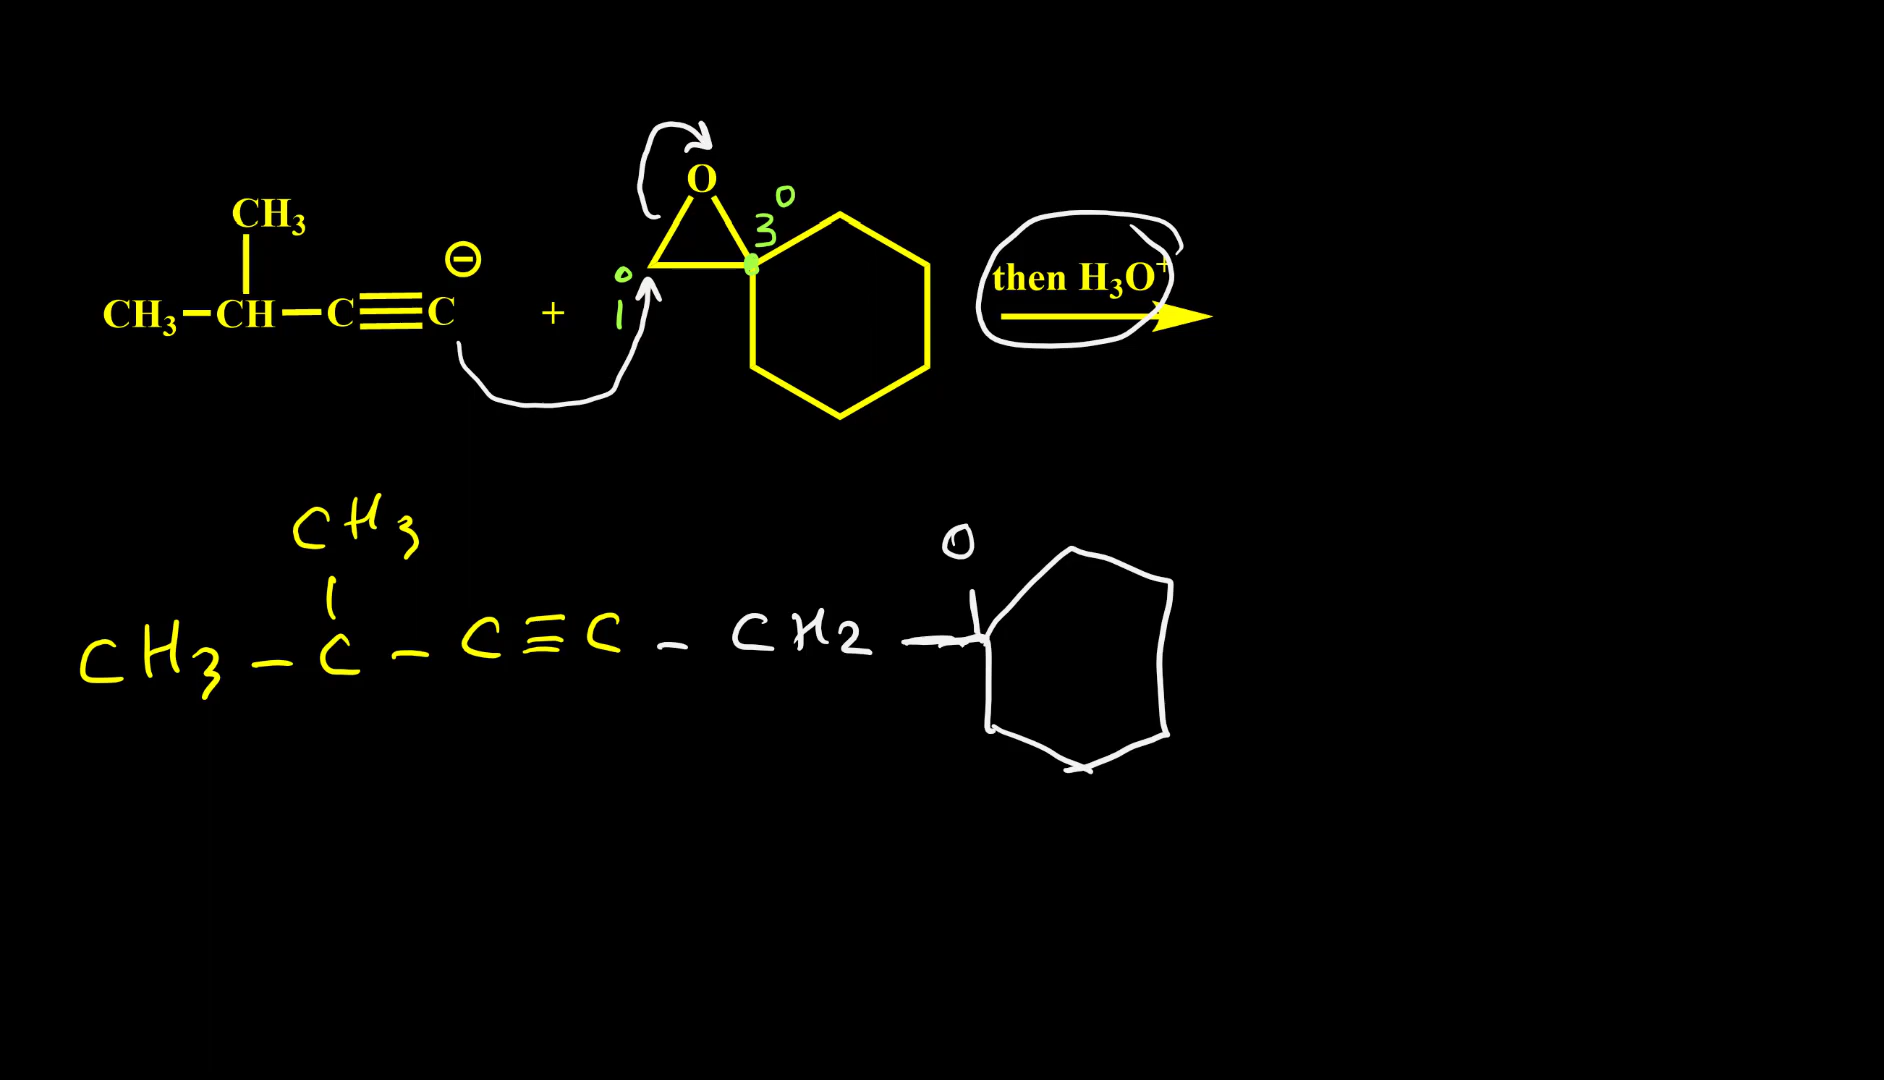 CH₃
CH₃–CH–C≡C⊖ + O 3° 1° then H₃O⁺
CH₃
CH₃ – C – C≡C – CH₂ – O